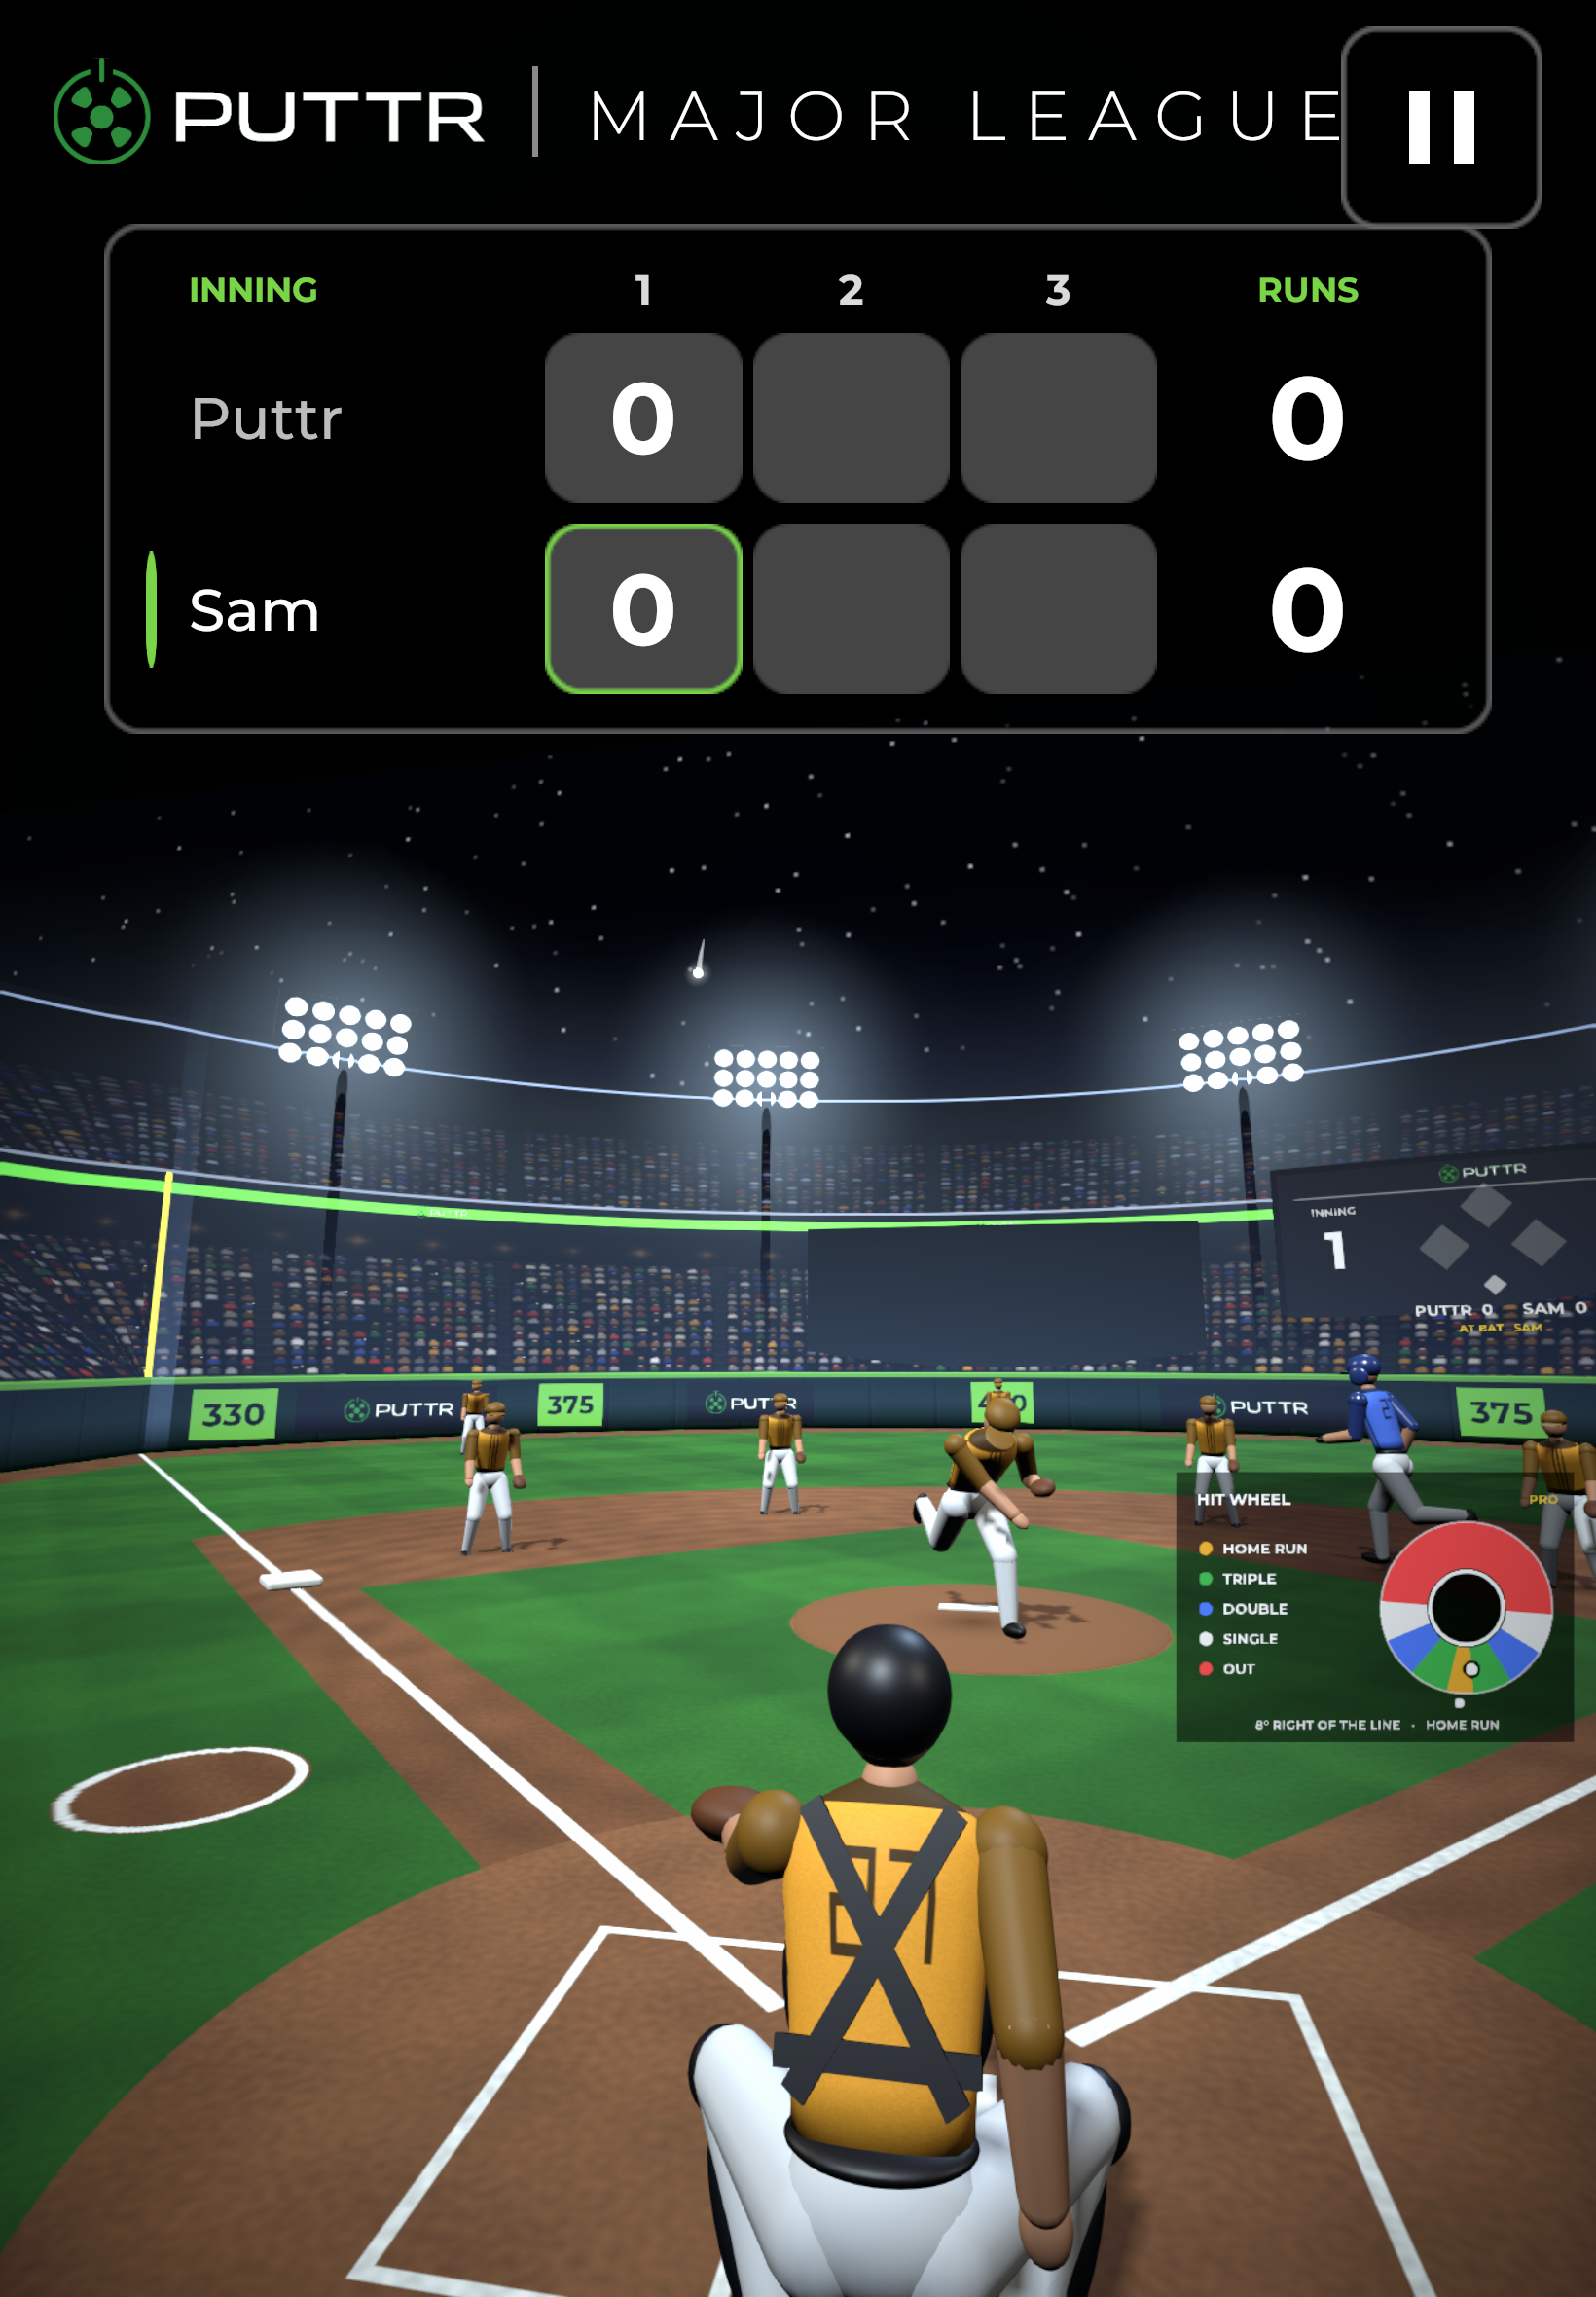 PUTTR | MAJOR LEAGUE
INNING 1 2 3 RUNS
Puttr 0 0
Sam 0 0
PUTTR
INNING
1
PUTTR 0 SAM 0
AT BAT SAM
330 PUTTR 375 PUTTR PUTTR 375
HIT WHEEL PRO
HOME RUN
TRIPLE
DOUBLE
SINGLE
OUT
8° RIGHT OF THE LINE · HOME RUN
27